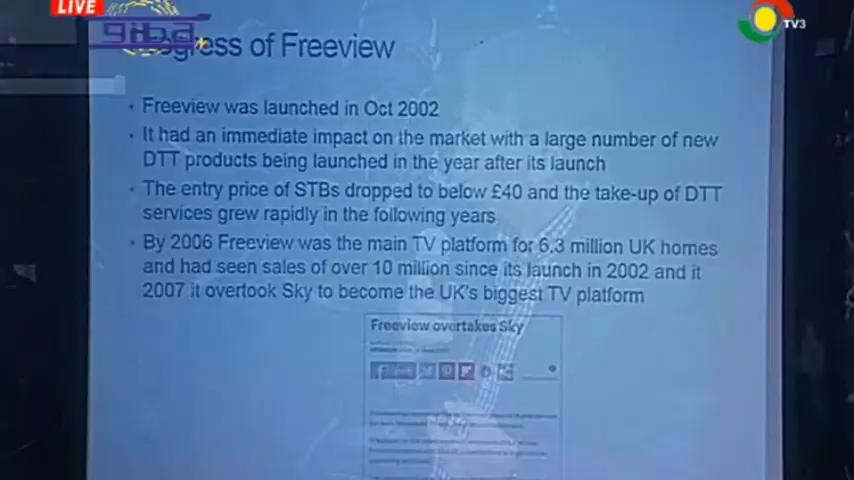 LIVE
giba
TV3
Progress of Freeview
• Freeview was launched in Oct 2002
• It had an immediate impact on the market with a large number of new
DTT products being launched in the year after its launch
• The entry price of STBs dropped to below £40 and the take-up of DTT
services grew rapidly in the following years
• By 2006 Freeview was the main TV platform for 6.3 million UK homes
and had seen sales of over 10 million since its launch in 2002 and it
2007 it overtook Sky to become the UK's biggest TV platform
Freeview overtakes Sky